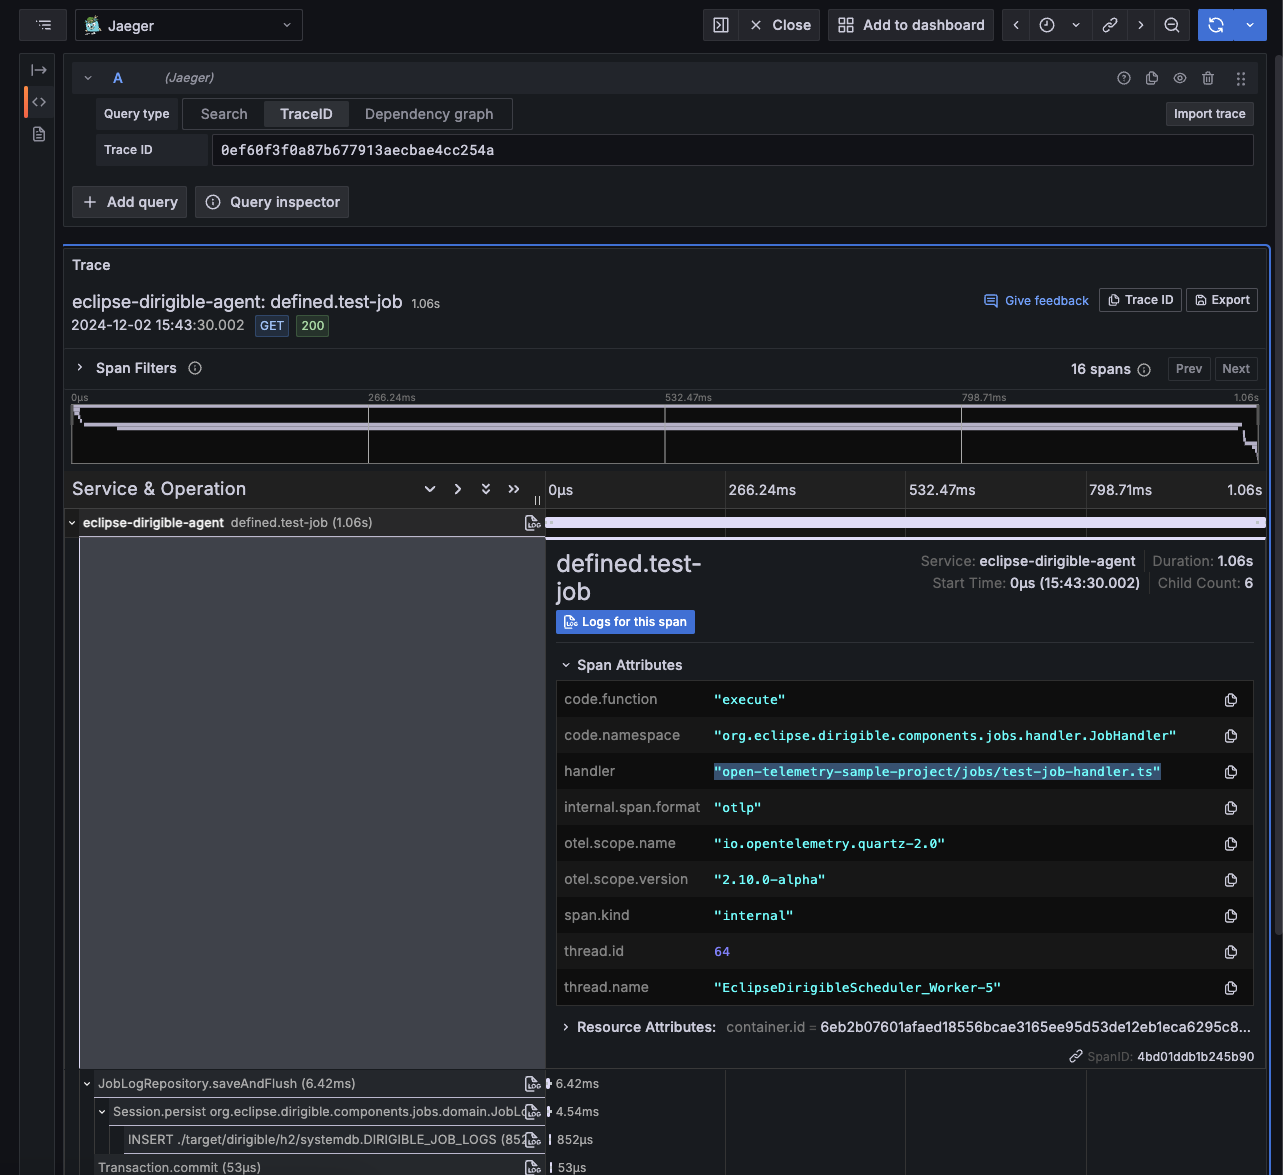 Jaeger
Close
Add to dashboard
A (Jaeger)
Query type Search TraceID Dependency graph Import trace
Trace ID 0ef60f3f0a87b677913aecbae4cc254a
+ Add query Query inspector
Trace
eclipse-dirigible-agent: defined.test-job 1.06s
Give feedback Trace ID Export
2024-12-02 15:43:30.002 GET 200
Span Filters 16 spans Prev Next
0µs 266.24ms 532.47ms 798.71ms 1.06s
Service & Operation 0µs 266.24ms 532.47ms 798.71ms 1.06s
eclipse-dirigible-agent defined.test-job (1.06s) LOG
defined.test-
job
Service: eclipse-dirigible-agent Duration: 1.06s
Start Time: 0µs (15:43:30.002) Child Count: 6
LOG Logs for this span
Span Attributes
code.function "execute"
code.namespace "org.eclipse.dirigible.components.jobs.handler.JobHandler"
handler "open-telemetry-sample-project/jobs/test-job-handler.ts"
internal.span.format "otlp"
otel.scope.name "io.opentelemetry.quartz-2.0"
otel.scope.version "2.10.0-alpha"
span.kind "internal"
thread.id 64
thread.name "EclipseDirigibleScheduler_Worker-5"
Resource Attributes: container.id = 6eb2b07601afaed18556bcae3165ee95d53de12eb1eca6295c8...
SpanID: 4bd01ddb1b245b90
JobLogRepository.saveAndFlush (6.42ms) LOG 6.42ms
Session.persist org.eclipse.dirigible.components.jobs.domain.JobLo LOG 4.54ms
INSERT ./target/dirigible/h2/systemdb.DIRIGIBLE_JOB_LOGS (852 LOG 852µs
Transaction.commit (53µs) LOG 53µs